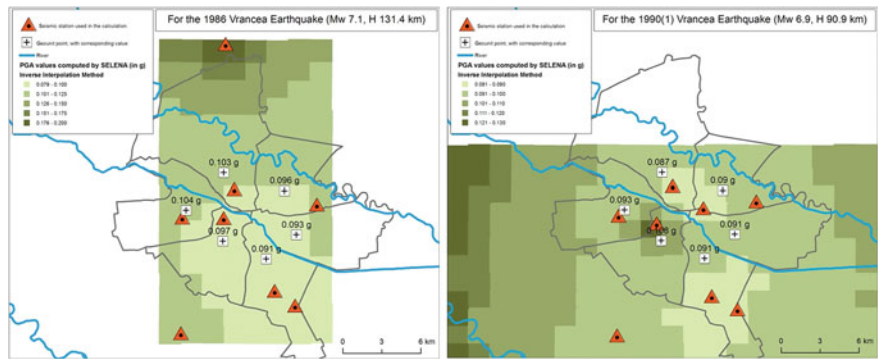 For the 1986 Vrancea Earthquake (Mw 7.1, H 131.4 km)
Seismic station used in the calculation
Geound point, with corresponding value
River
PGA values computed by SELENA (in g)
Inverse Interpolation Method
0.079 - 0.100
0.101 - 0.125
0.126 - 0.150
0.151 - 0.175
0.176 - 0.200
0.103 g
0.096 g
0.104 g
0.097 g
0.093 g
0.091 g
0 3 6 km
For the 1990(1) Vrancea Earthquake (Mw 6.9, H 90.9 km)
Seismic station used in the calculation
Geound point, with corresponding value
River
PGA values computed by SELENA (in g)
Inverse Interpolation Method
0.081 - 0.090
0.091 - 0.100
0.101 - 0.110
0.111 - 0.120
0.121 - 0.130
0.087 g
0.09 g
0.093 g
0.106 g
0.091 g
0.091 g
0 3 6 km